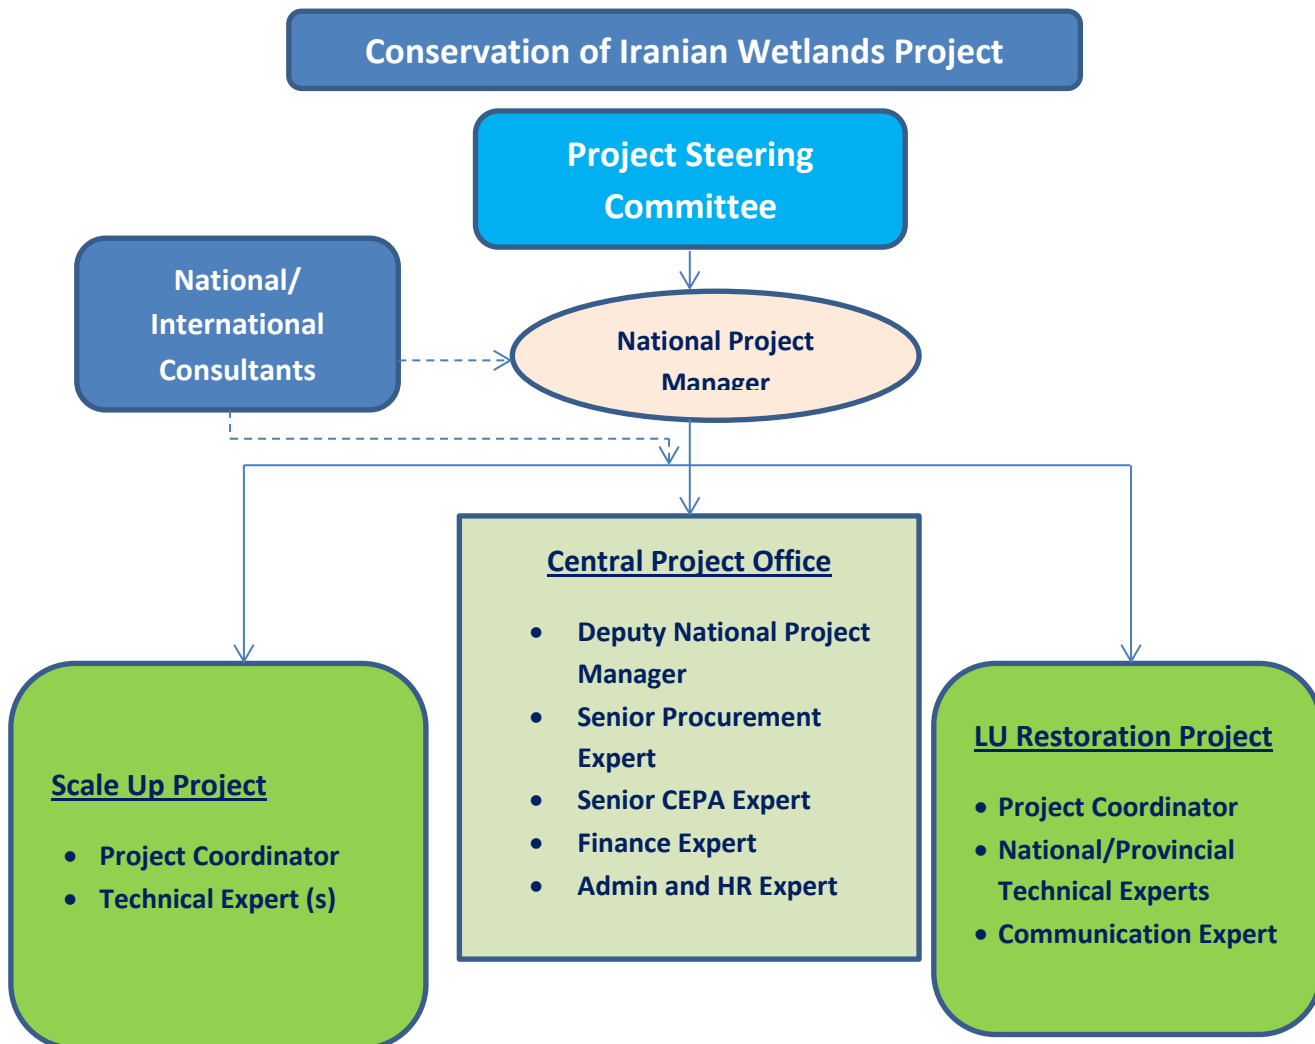 Conservation of Iranian Wetlands Project
Project Steering
Committee
National/
International
Consultants
National Project
Manager
Central Project Office
• Deputy National Project
Manager
• Senior Procurement
Expert
• Senior CEPA Expert
• Finance Expert
• Admin and HR Expert
Scale Up Project
• Project Coordinator
• Technical Expert (s)
LU Restoration Project
• Project Coordinator
• National/Provincial
Technical Experts
• Communication Expert